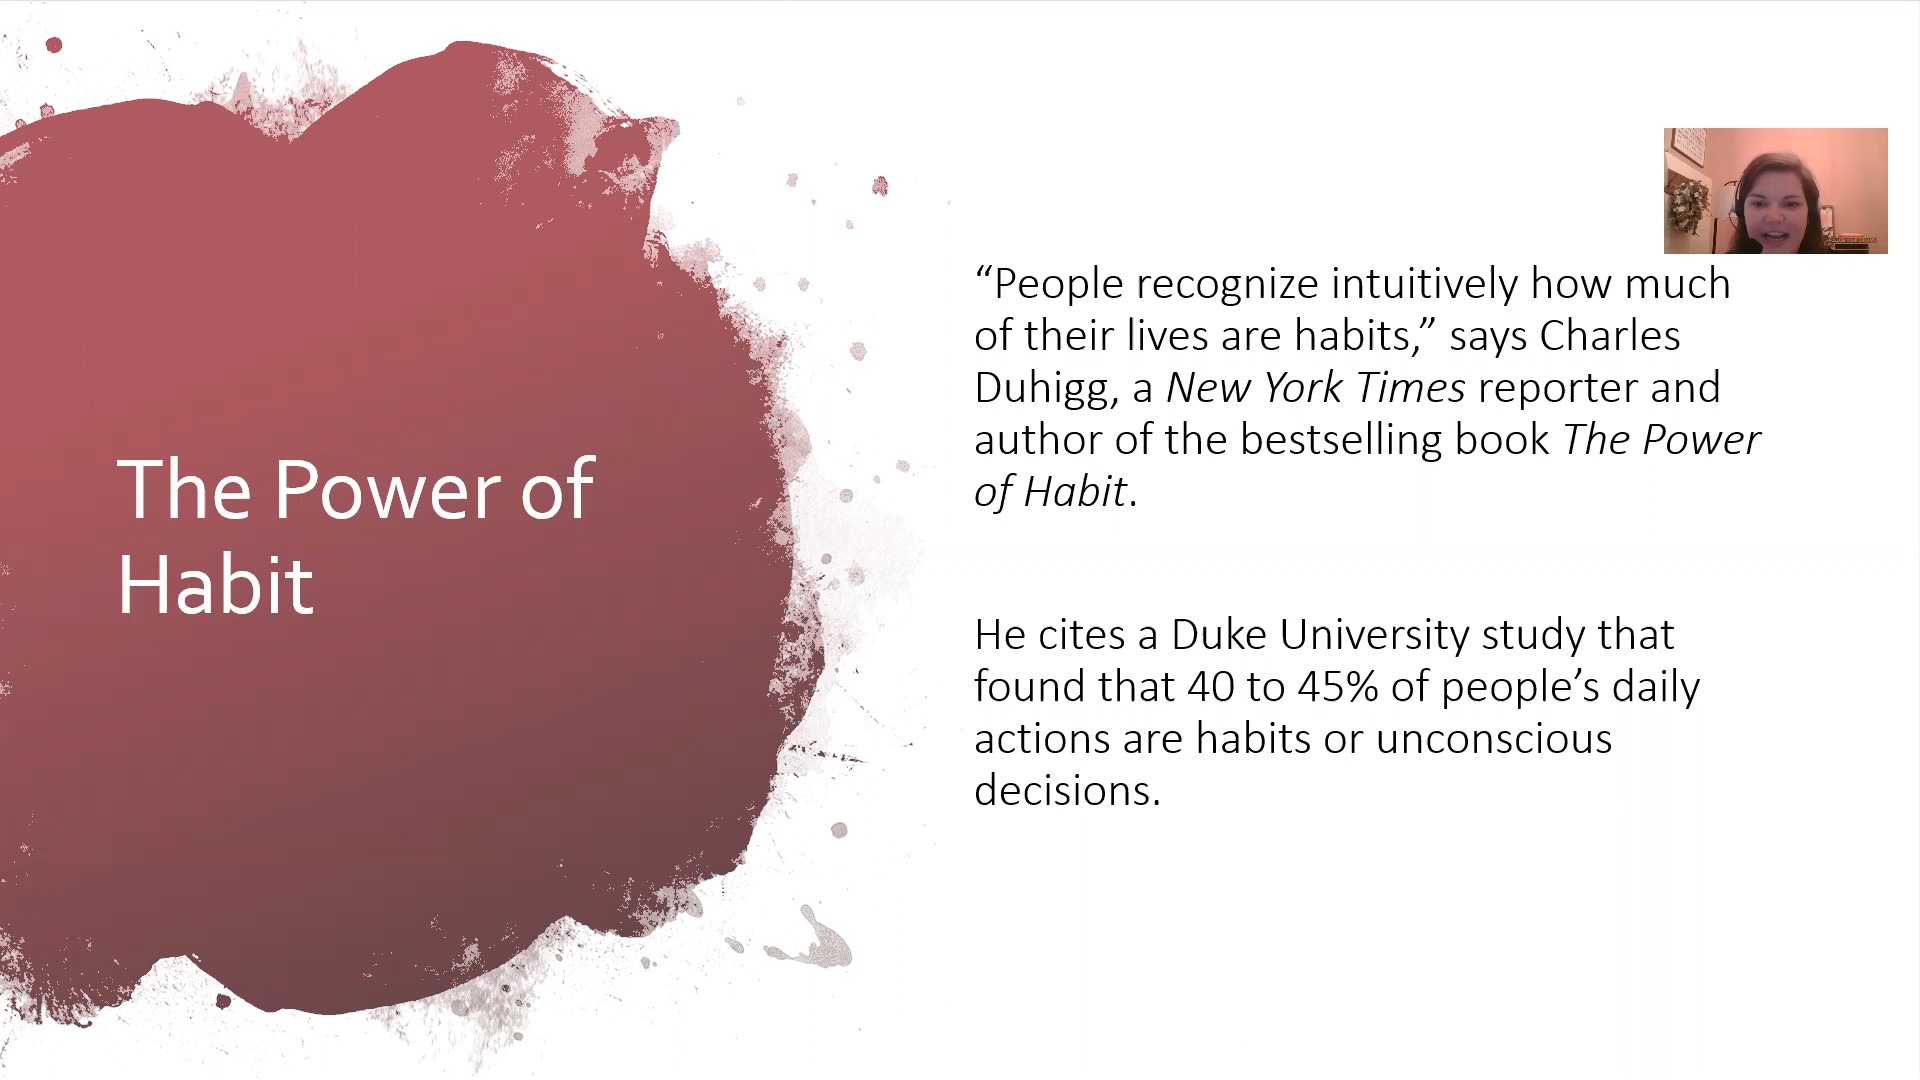 The Power of
Habit
“People recognize intuitively how much
of their lives are habits,” says Charles
Duhigg, a New York Times reporter and
author of the bestselling book The Power
of Habit.
He cites a Duke University study that
found that 40 to 45% of people’s daily
actions are habits or unconscious
decisions.